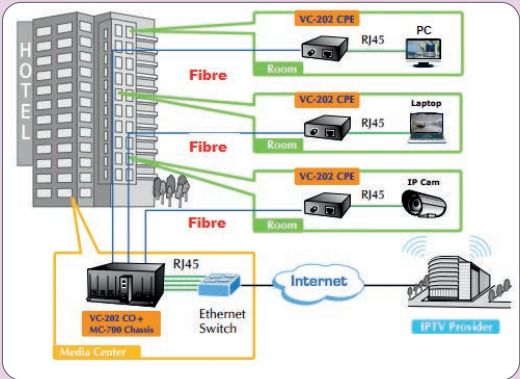 HOTEL
VC-202 CPE
RJ45
PC
Fibre
Room
VC-202 CPE
RJ45
Laptop
Fibre
Room
VC-202 CPE
RJ45
IP Cam
Fibre
Room
RJ45
Internet
Ethernet
Switch
VC-202 CO+
MC-700 Chassis
IPTV Provider
Media Center